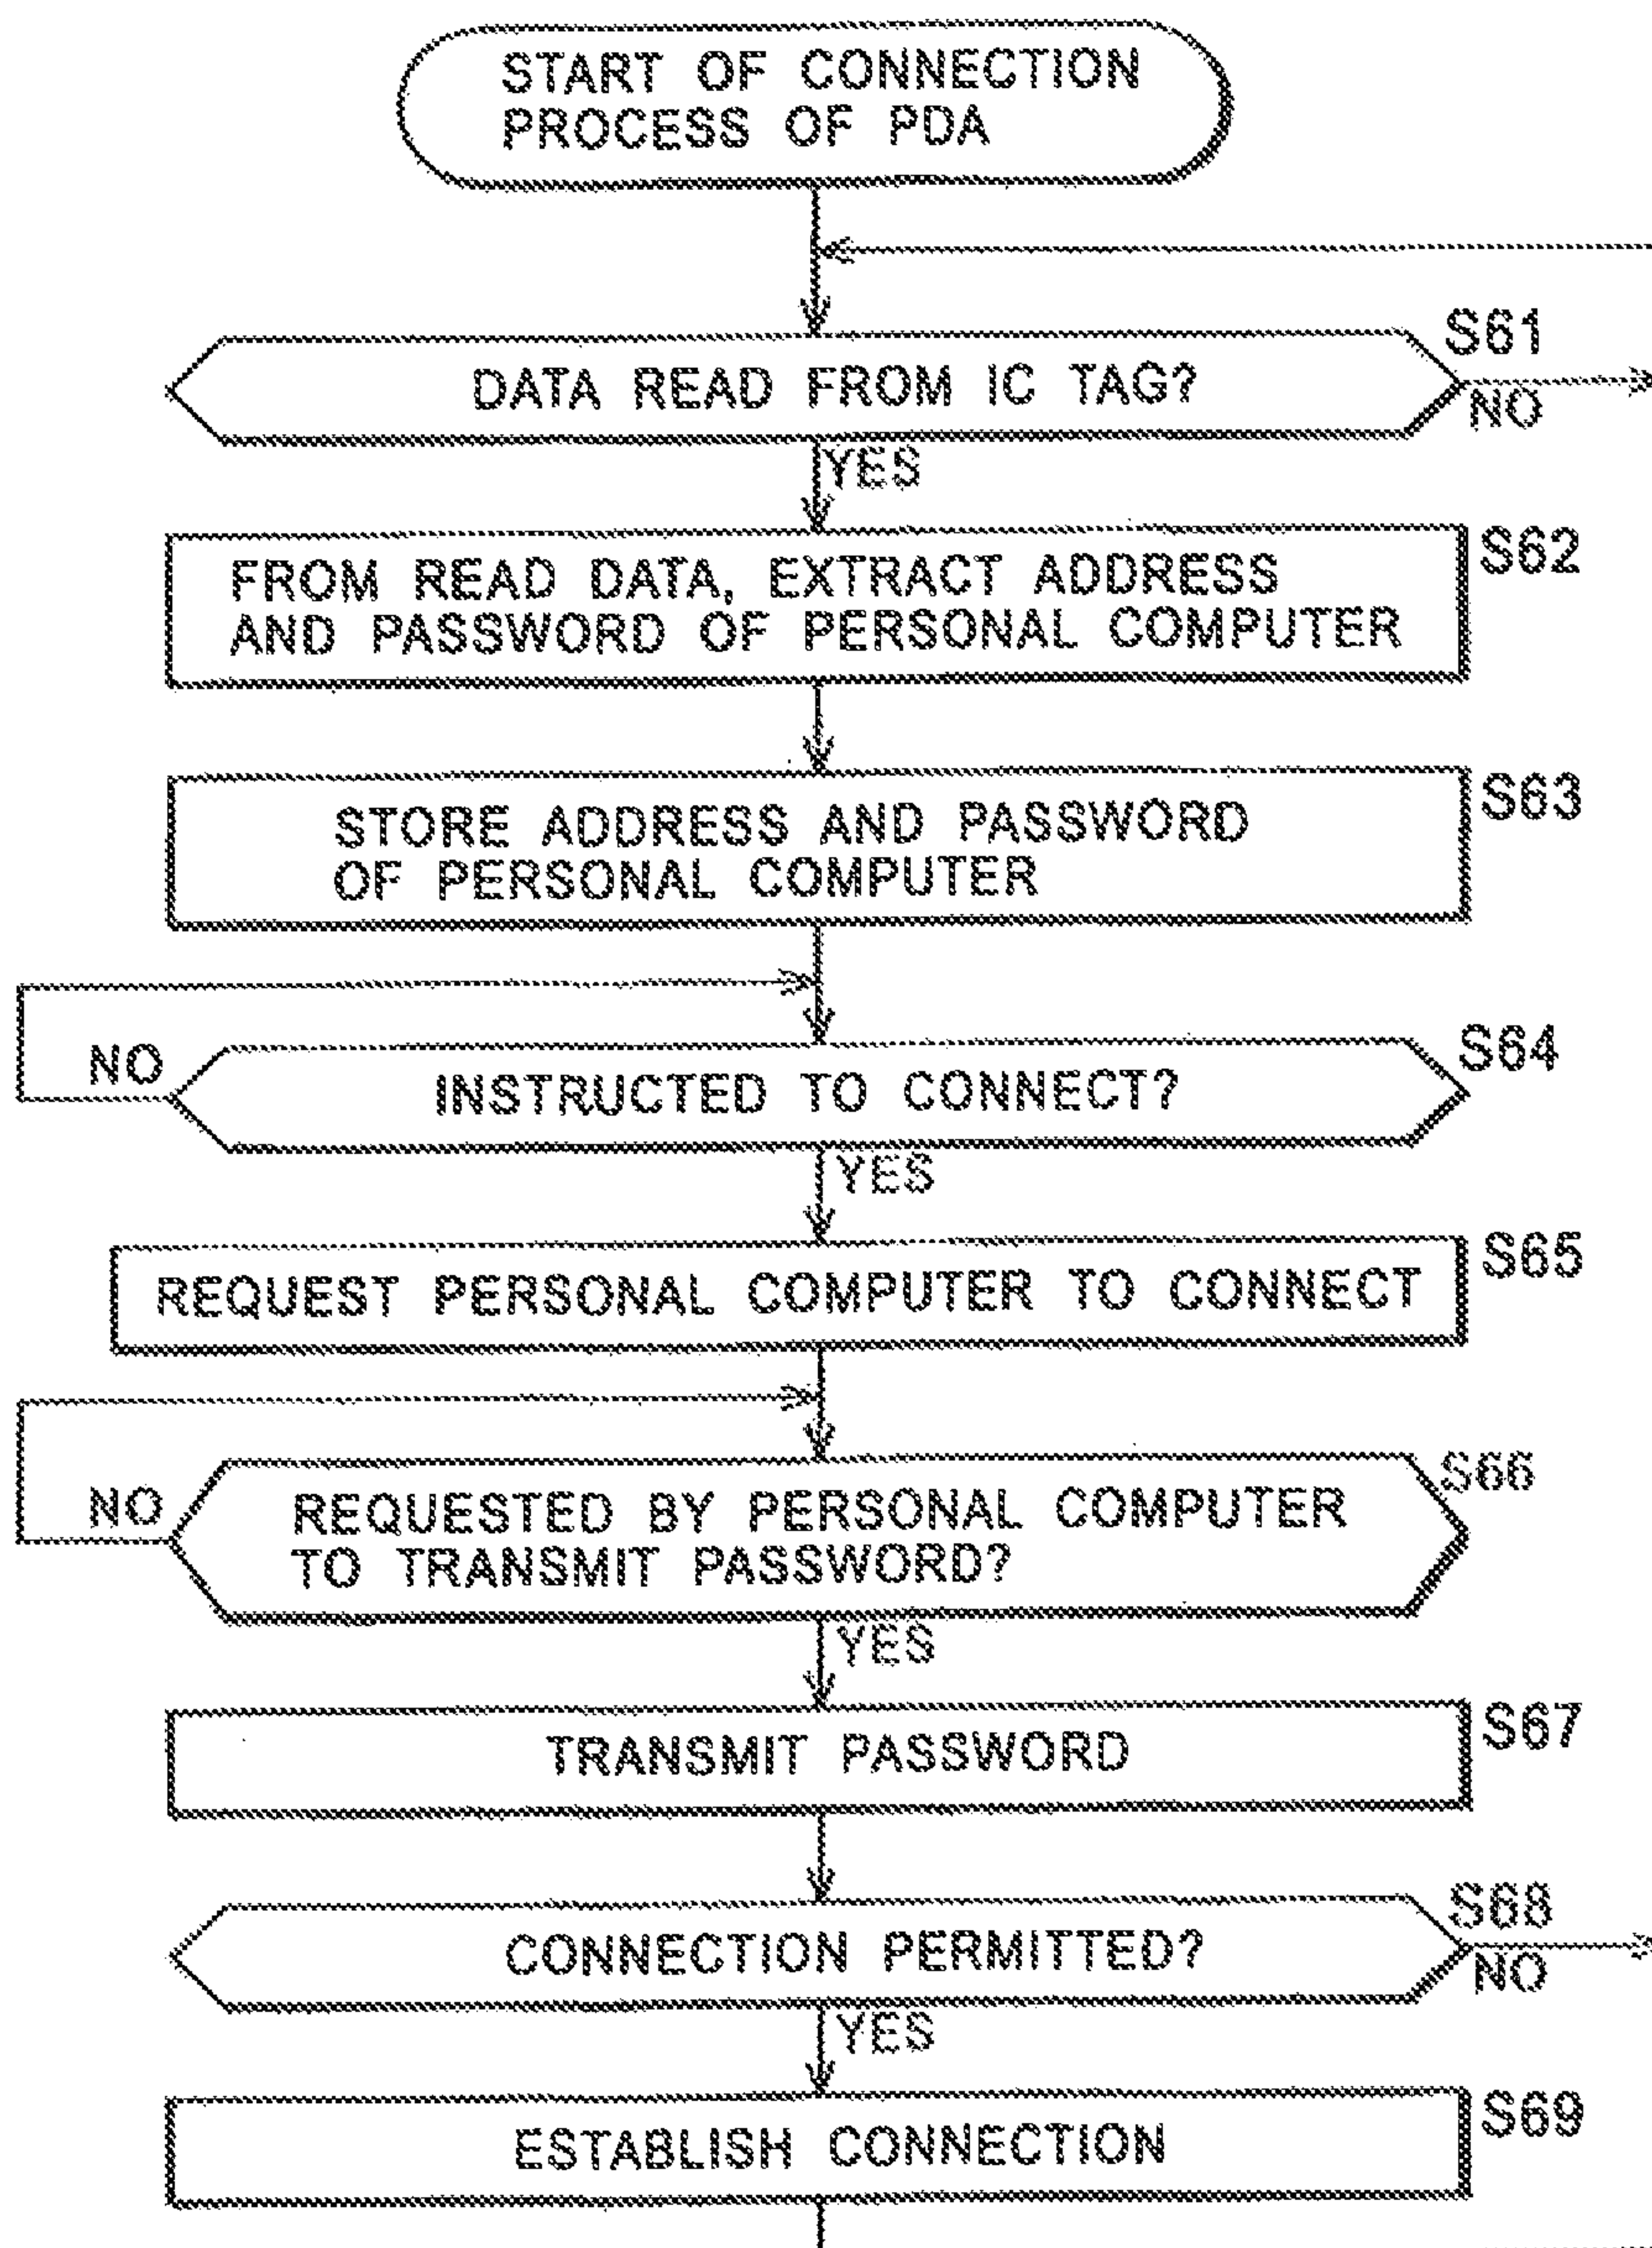 START OF CONNECTION
PROCESS OF PDA
S61
DATA READ FROM IC TAG?
NO
YES
S62
FROM READ DATA, EXTRACT ADDRESS
AND PASSWORD OF PERSONAL COMPUTER
S63
STORE ADDRESS AND PASSWORD
OF PERSONAL COMPUTER
S64
NO
INSTRUCTED TO CONNECT?
YES
S65
REQUEST PERSONAL COMPUTER TO CONNECT
S66
NO
REQUESTED BY PERSONAL COMPUTER
TO TRANSMIT PASSWORD?
YES
S67
TRANSMIT PASSWORD
S68
CONNECTION PERMITTED?
NO
YES
S69
ESTABLISH CONNECTION